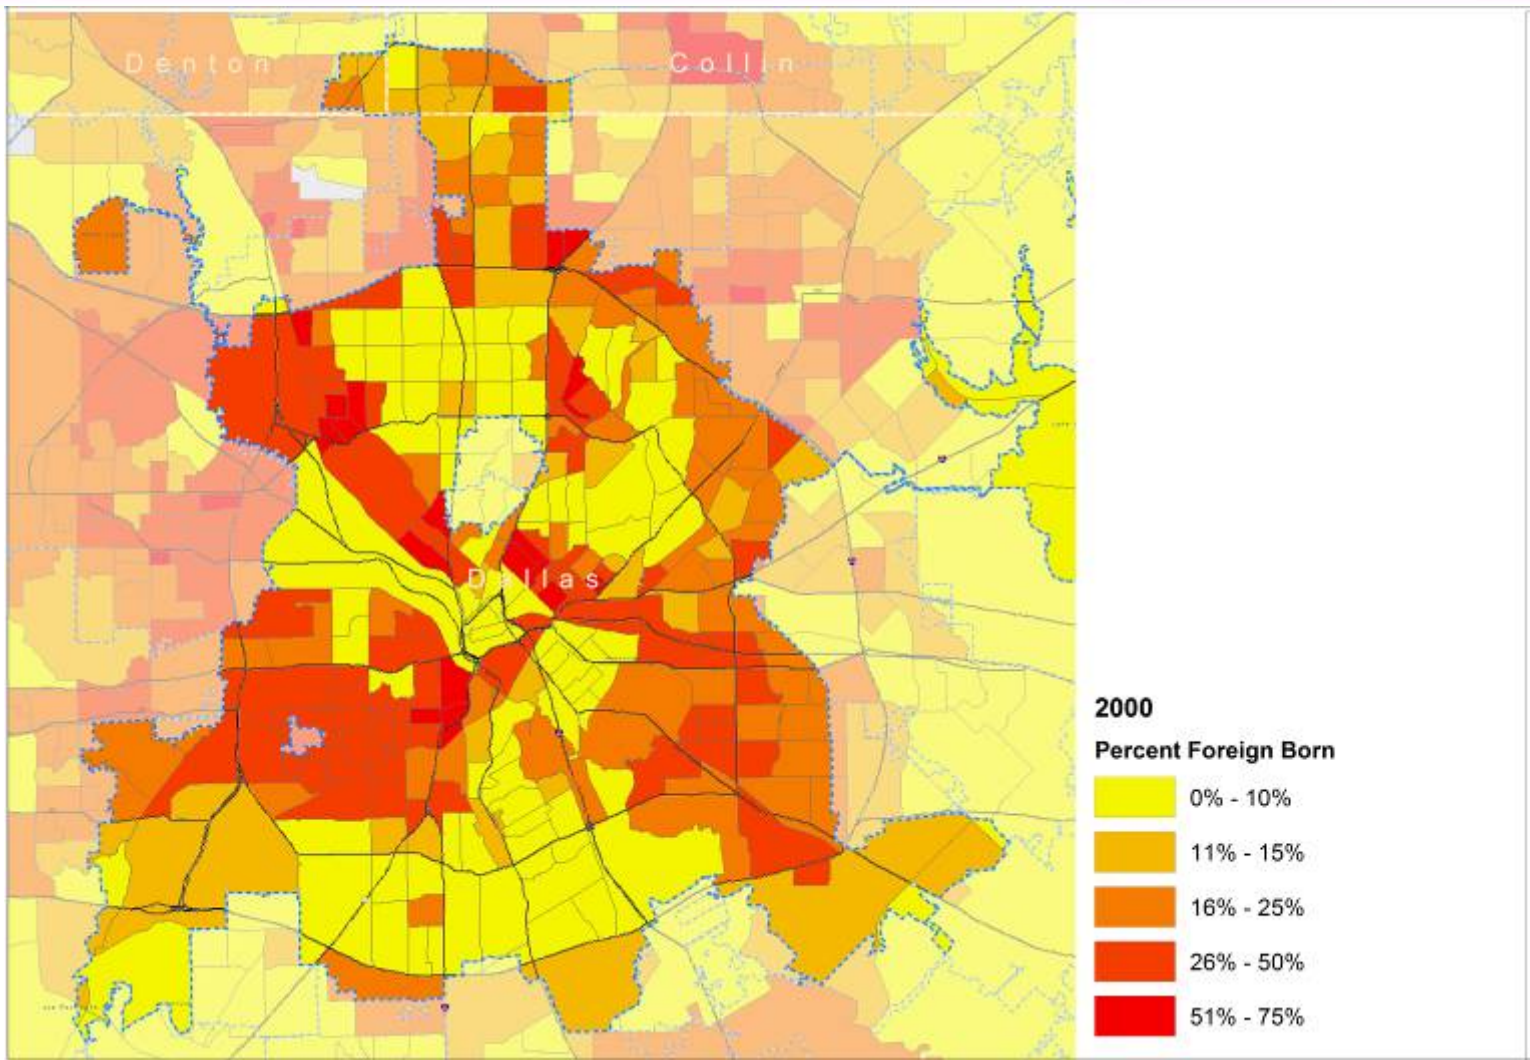 Denton
Collin
Dallas
2000
Percent Foreign Born
0% - 10%
11% - 15%
16% - 25%
26% - 50%
51% - 75%